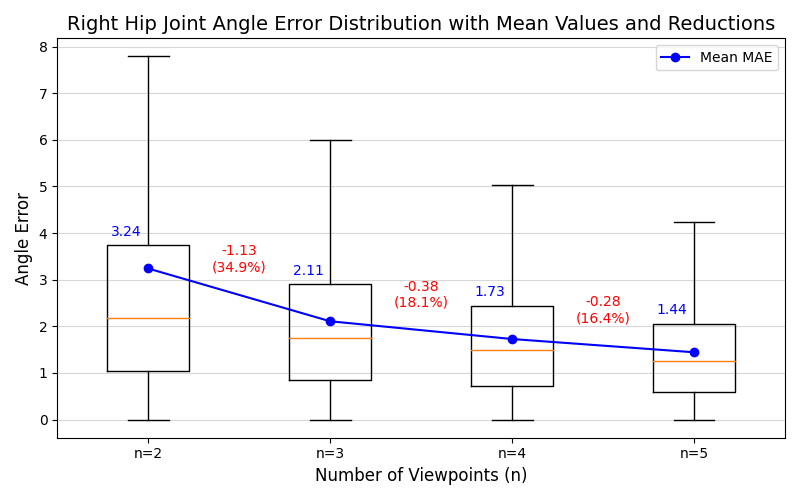 Right Hip Joint Angle Error Distribution with Mean Values and Reductions
Mean MAE
Angle Error
8
7
6
5
4
3
2
1
0
3.24
-1.13
(34.9%)
2.11
-0.38
(18.1%)
1.73
-0.28
(16.4%)
1.44
n=2
n=3
n=4
n=5
Number of Viewpoints (n)